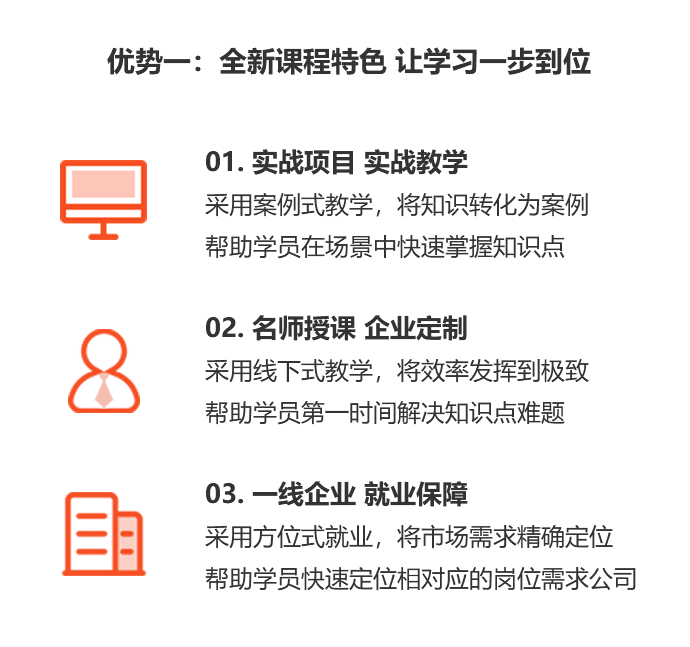 优势一：全新课程特色 让学习一步到位
01. 实战项目 实战教学
采用案例式教学，将知识转化为案例
帮助学员在场景中快速掌握知识点
02. 名师授课 企业定制
采用线下式教学，将效率发挥到极致
帮助学员第一时间解决知识点难题
03. 一线企业 就业保障
采用方位式就业，将市场需求精确定位
帮助学员快速定位相对应的岗位需求公司